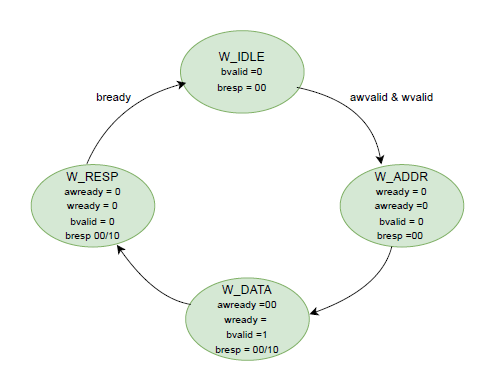 W_IDLE
bvalid =0
bresp = 00
bready
awvalid & wvalid
W_RESP
awready = 0
wready = 0
bvalid = 0
bresp 00/10
W_ADDR
wready = 0
awready =0
bvalid = 0
bresp =00
W_DATA
awready =00
wready =
bvalid =1
bresp = 00/10